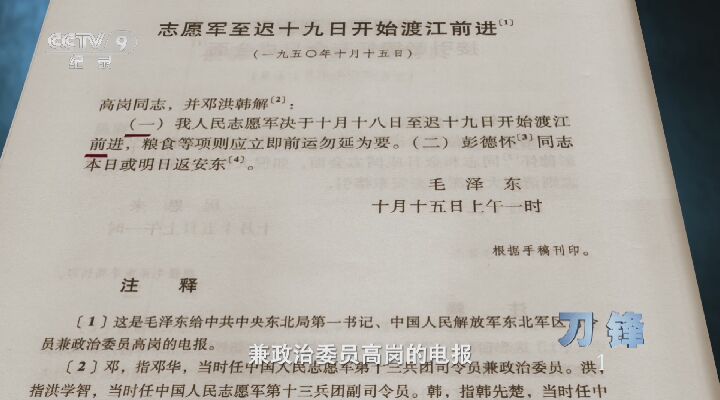 CCTV 9
纪录
志愿军至迟十九日开始渡江前进〔1〕
(一九五〇年十月十五日)
高岗同志，并邓洪韩解〔2〕：
(一) 我人民志愿军决于十月十八日至迟十九日开始渡江
前进，粮食等项则应立即前运勿延为要。(二) 彭德怀〔3〕同志
本日或明日返安东〔4〕。
毛泽东
十月十五日上午一时
根据手稿刊印。
注释
〔1〕这是毛泽东给中共中央东北局第一书记、中国人民解放军东北军区
员兼政治委员高岗的电报。
刀锋
1
兼政治委员高岗的电报
〔2〕邓，指邓华，当时任中国人民志愿军第十三兵团司令员兼政治委员。洪，
指洪学智，当时任中国人民志愿军第十三兵团副司令员。韩，指韩先楚，当时任中